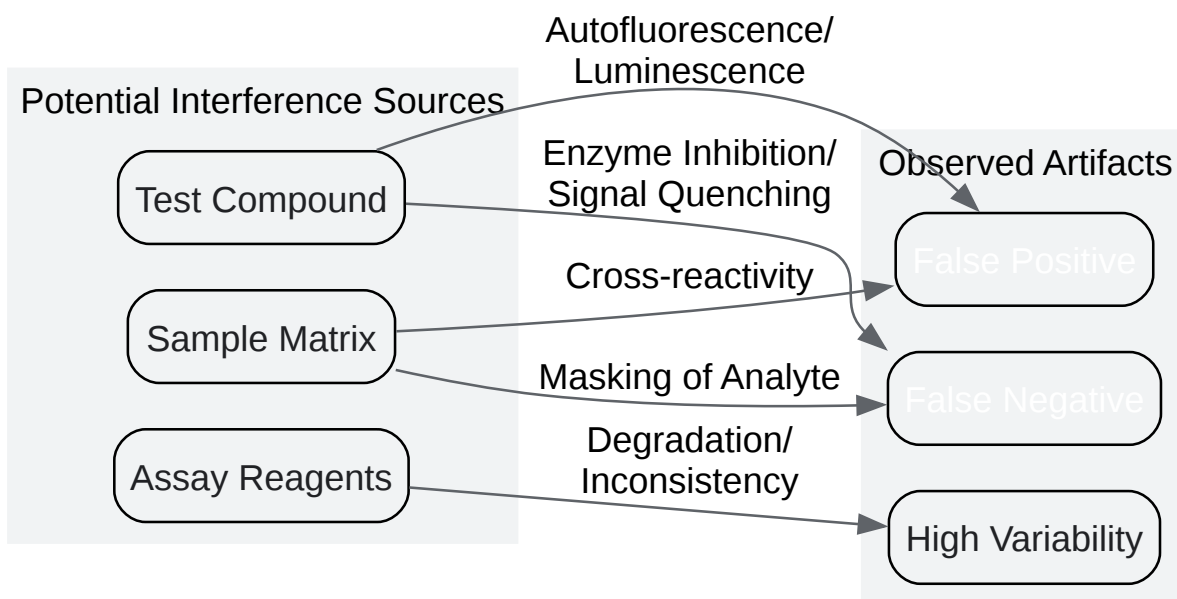 Autofluorescence/
Luminescence
Potential Interference Sources
Enzyme Inhibition/
Signal Quenching
Observed Artifacts
Test Compound
False Positive
Cross-reactivity
Sample Matrix
Masking of Analyte
False Negative
Degradation/
Inconsistency
Assay Reagents
High Variability